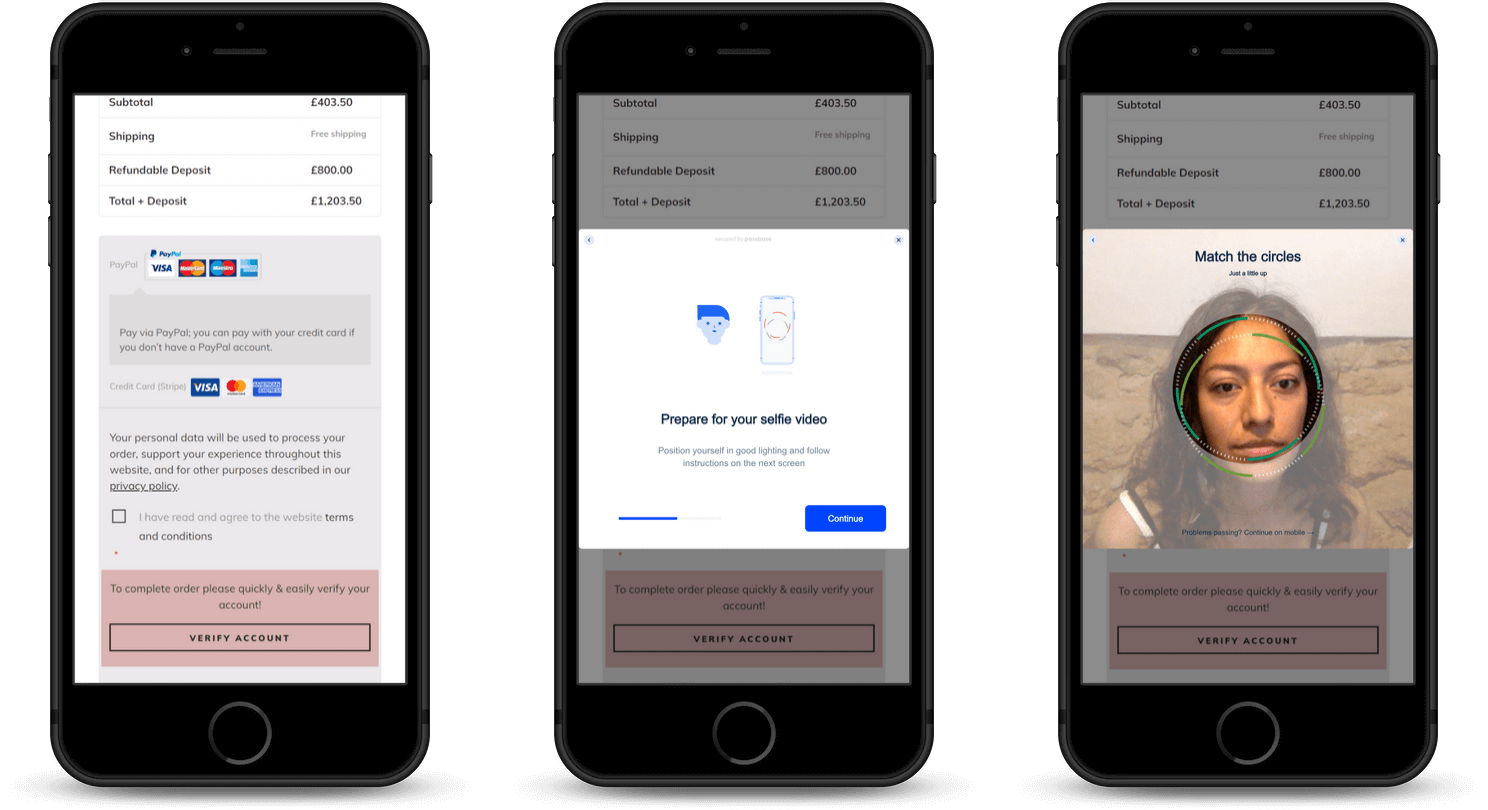 Subtotal £403.50
Shipping Free shipping
Refundable Deposit £800.00
Total + Deposit £1,203.50
PayPal
PayPal
VISA MasterCard Maestro
Pay via PayPal; you can pay with your credit card if
you don't have a PayPal account.
Credit Card (Stripe) VISA mastercard AMERICAN EXPRESS
Your personal data will be used to process your
order, support your experience throughout this
website, and for other purposes described in our
privacy policy.
I have read and agree to the website terms
and conditions
*
To complete order please quickly & easily verify your
account!
VERIFY ACCOUNT
Subtotal £403.50
Shipping Free shipping
Refundable Deposit £800.00
Total + Deposit £1,203.50
secured by passbase
Prepare for your selfie video
Position yourself in good lighting and follow
instructions on the next screen
Continue
*
To complete order please quickly & easily verify your
account!
VERIFY ACCOUNT
Subtotal £403.50
Shipping Free shipping
Refundable Deposit £800.00
Total + Deposit £1,203.50
Match the circles
Just a little up
Problems passing? Continue on mobile →
*
To complete order please quickly & easily verify your
account!
VERIFY ACCOUNT